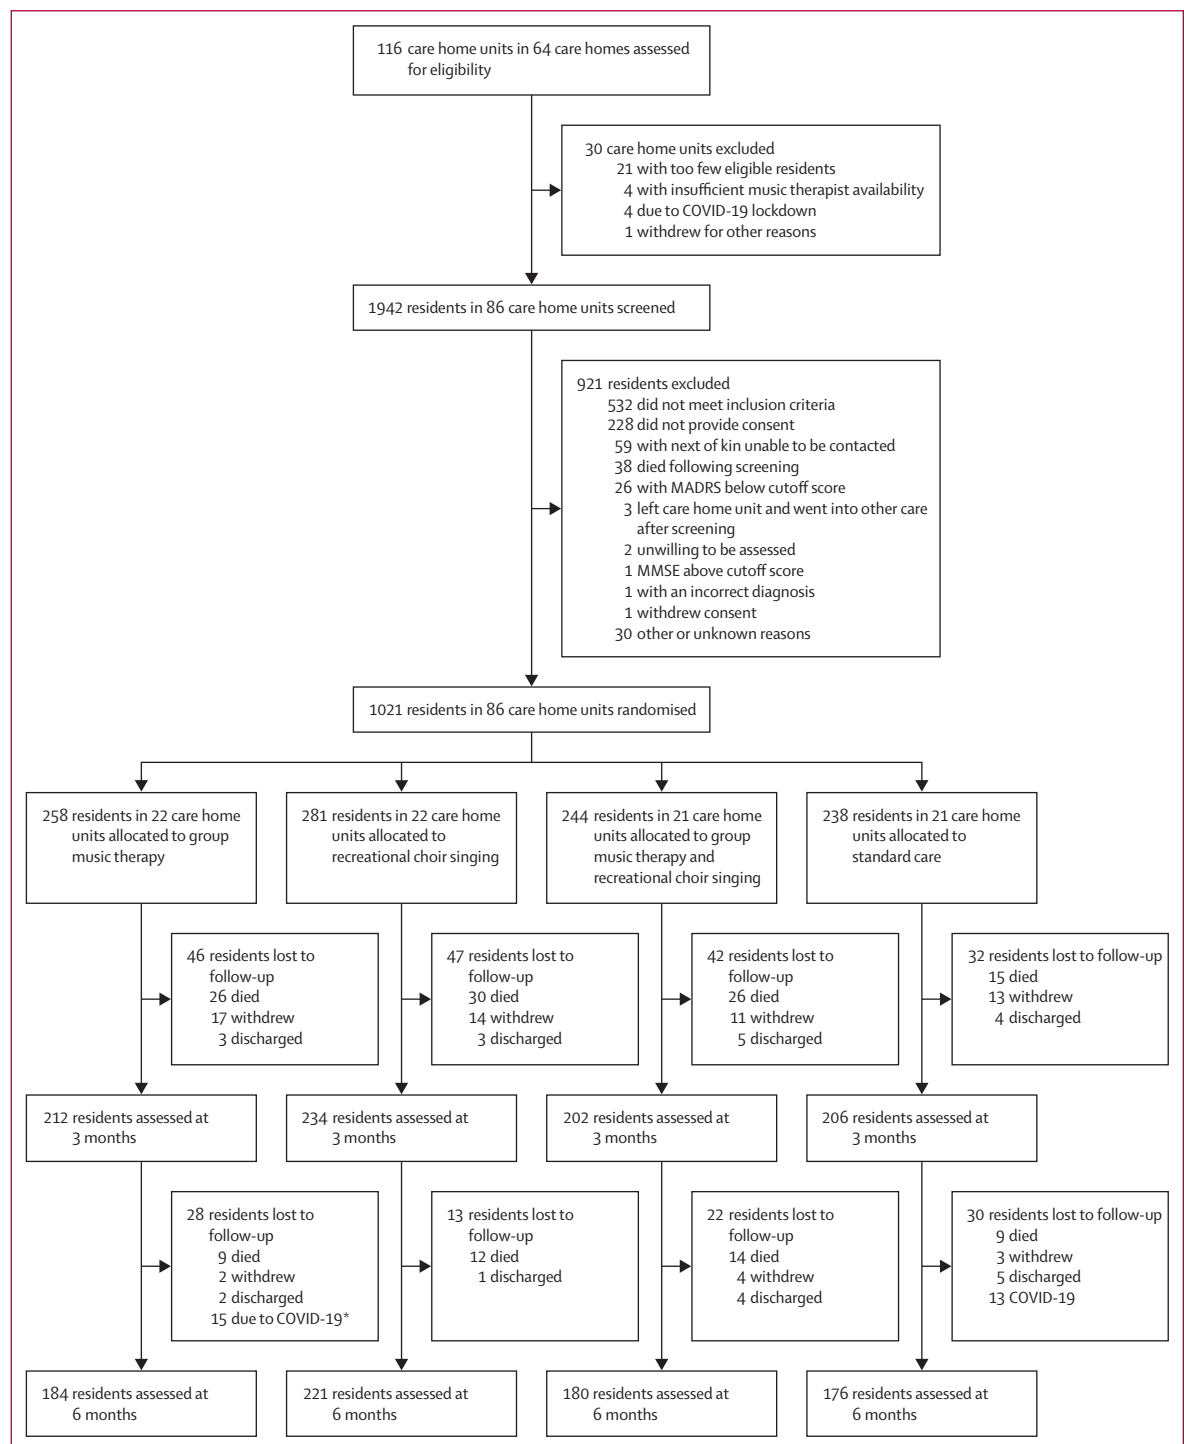 116 care home units in 64 care homes assessed
for eligibility
30 care home units excluded
21 with too few eligible residents
4 with insufficient music therapist availability
4 due to COVID-19 lockdown
1 withdrew for other reasons
1942 residents in 86 care home units screened
921 residents excluded
532 did not meet inclusion criteria
228 did not provide consent
59 with next of kin unable to be contacted
38 died following screening
26 with MADRS below cutoff score
3 left care home unit and went into other care
after screening
2 unwilling to be assessed
1 MMSE above cutoff score
1 with an incorrect diagnosis
1 withdrew consent
30 other or unknown reasons
1021 residents in 86 care home units randomised
258 residents in 22 care home
units allocated to group
music therapy
281 residents in 22 care home
units allocated to
recreational choir singing
244 residents in 21 care home
units allocated to group
music therapy and
recreational choir singing
238 residents in 21 care home
units allocated to
standard care
46 residents lost to
follow-up
26 died
17 withdrew
3 discharged
47 residents lost to
follow-up
30 died
14 withdrew
3 discharged
42 residents lost to
follow-up
26 died
11 withdrew
5 discharged
32 residents lost to follow-up
15 died
13 withdrew
4 discharged
212 residents assessed at
3 months
234 residents assessed at
3 months
202 residents assessed at
3 months
206 residents assessed at
3 months
28 residents lost to
follow-up
9 died
2 withdrew
2 discharged
15 due to COVID-19*
13 residents lost to
follow-up
12 died
1 discharged
22 residents lost to
follow-up
14 died
4 withdrew
4 discharged
30 residents lost to follow-up
9 died
3 withdrew
5 discharged
13 COVID-19
184 residents assessed at
6 months
221 residents assessed at
6 months
180 residents assessed at
6 months
176 residents assessed at
6 months